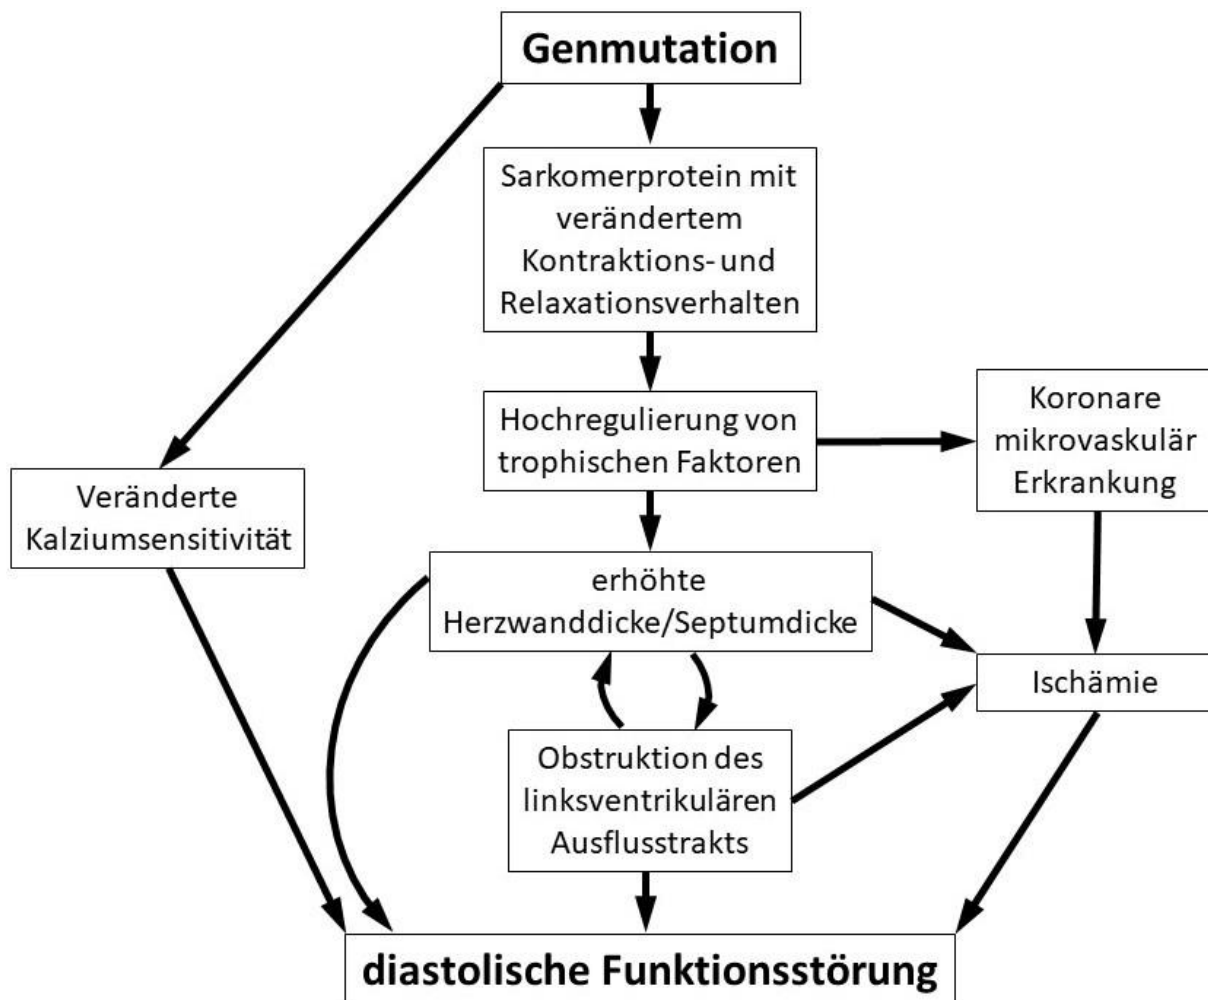 Genmutation
Sarkomerprotein mit
verändertem
Kontraktions- und
Relaxationsverhalten
Hochregulierung von
trophischen Faktoren
Koronare
mikrovaskulär
Erkrankung
Veränderte
Kalziumsensitivität
erhöhte
Herzwanddicke/Septumdicke
Ischämie
Obstruktion des
linksventrikulären
Ausflusstrakts
diastolische Funktionsstörung